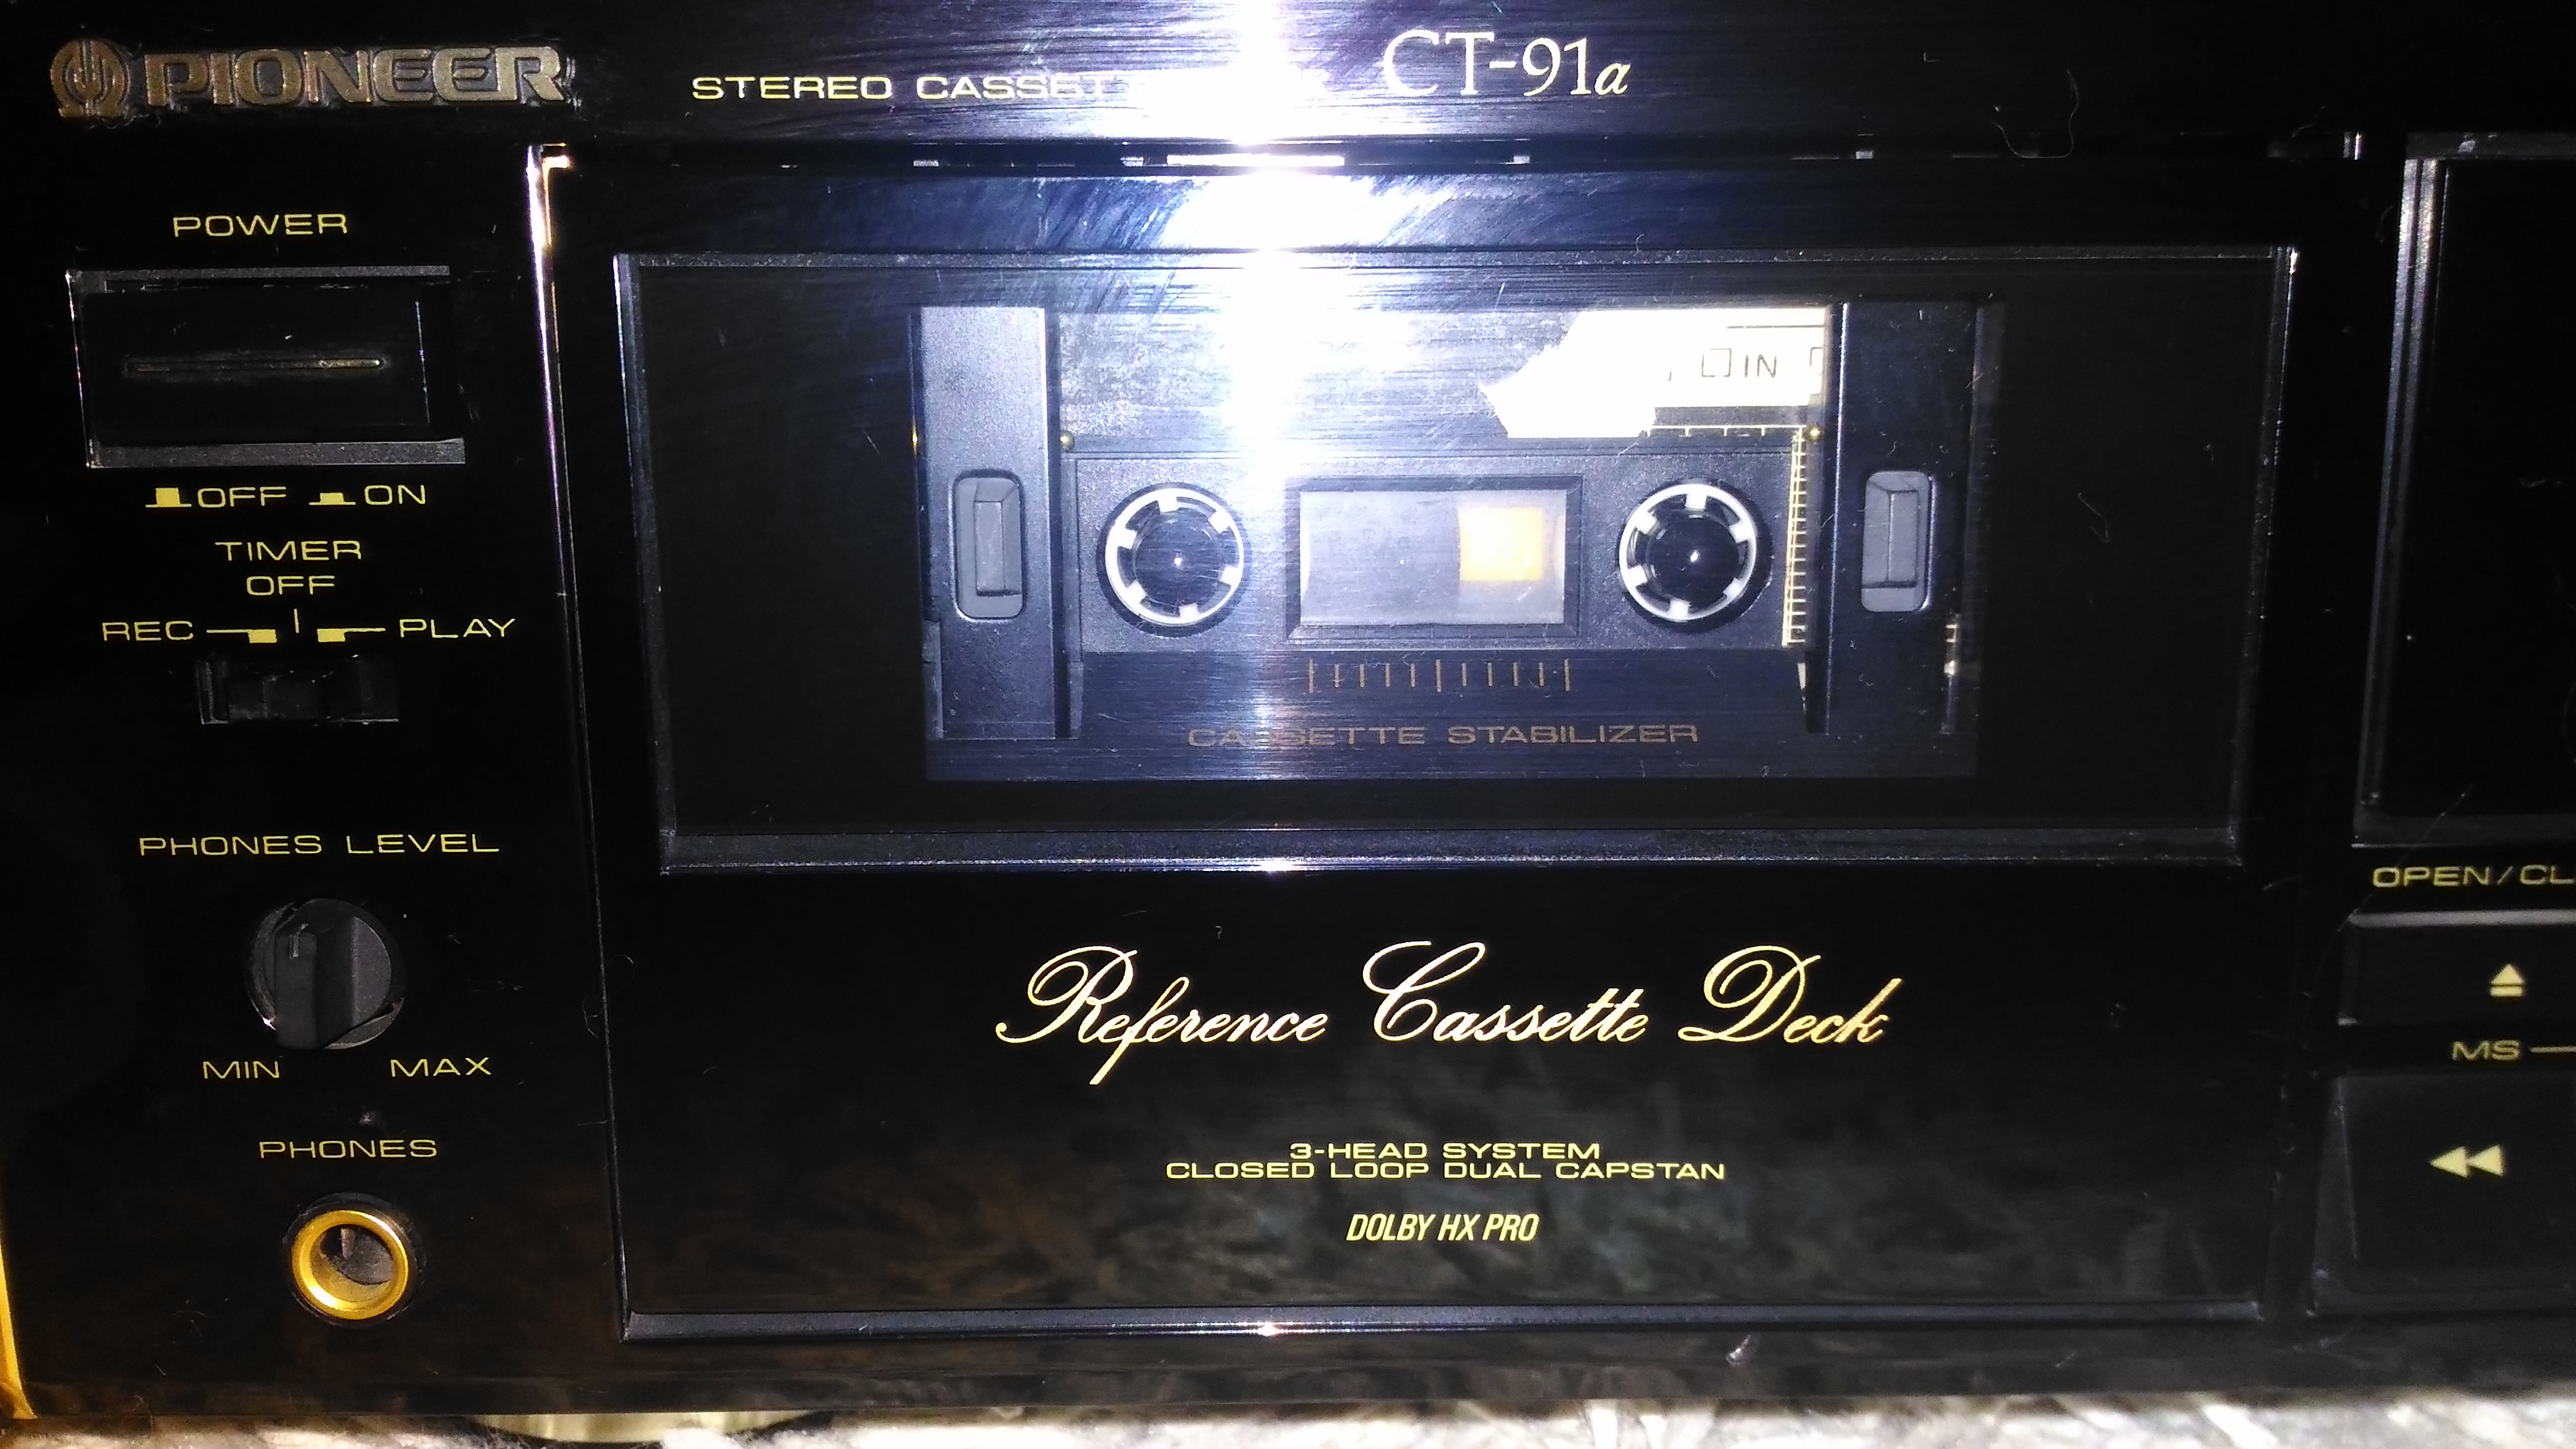 PIONEER
STEREO CASSET
CT-91a
POWER
OFF ON
TIMER
OFF
REC PLAY
PHONES LEVEL
MIN MAX
PHONES
IN
CASSETTE STABILIZER
Reference Cassette Deck
3-HEAD SYSTEM
CLOSED LOOP DUAL CAPSTAN
DOLBY HX PRO
OPEN/CL
MS